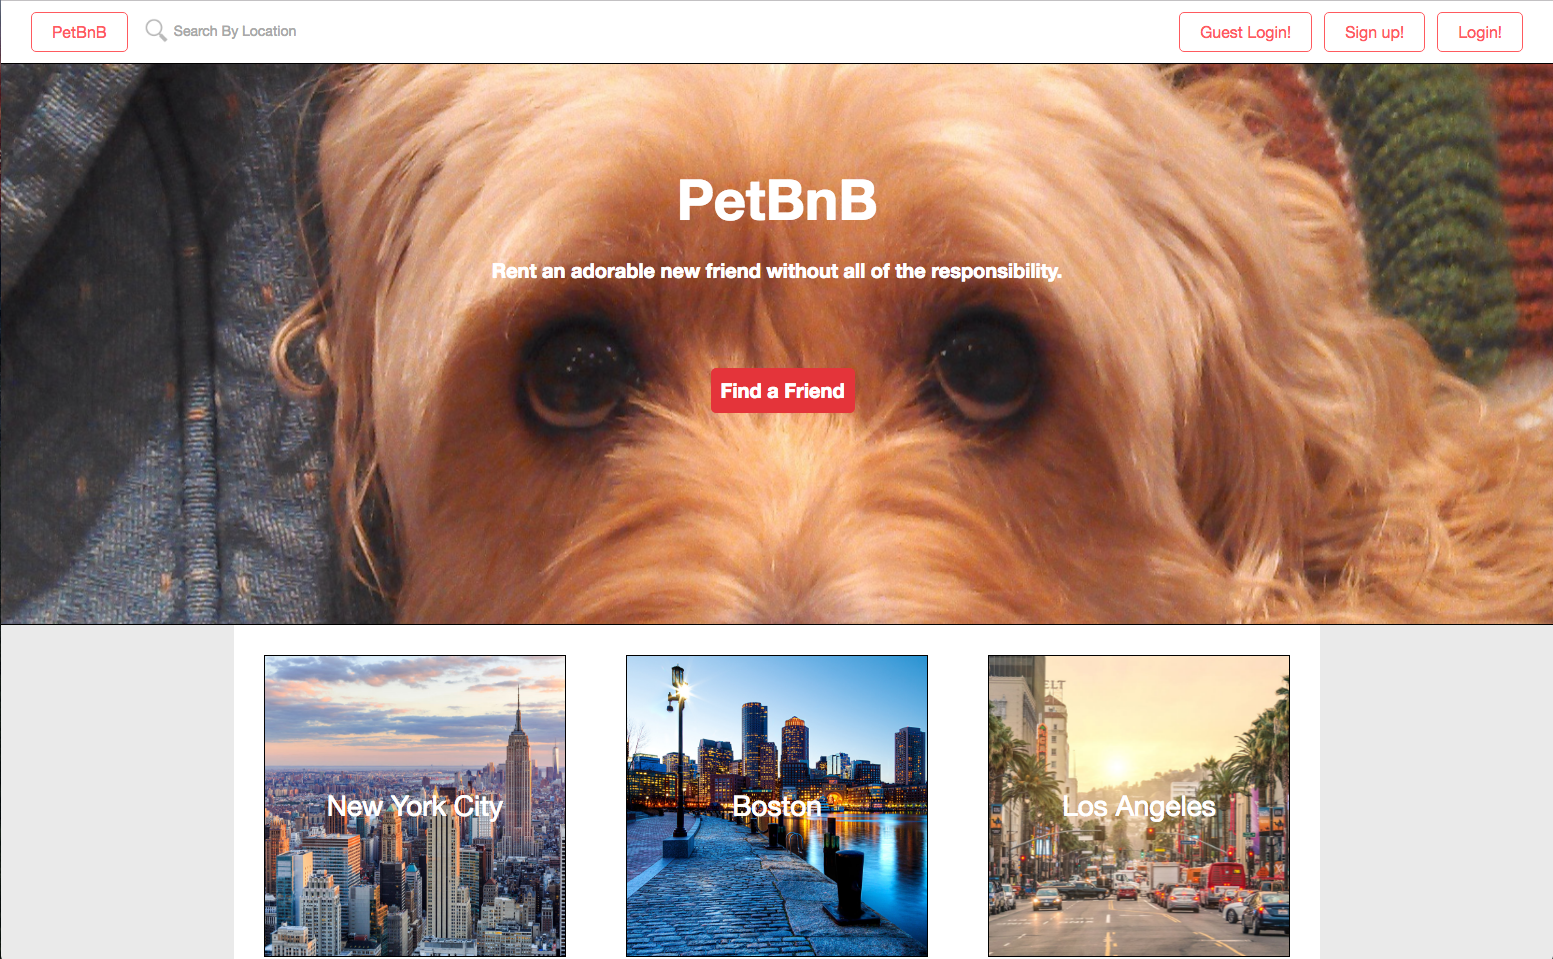 PetBnB
Search By Location
Guest Login!
Sign up!
Login!
PetBnB
Rent an adorable new friend without all of the responsibility.
Find a Friend
New York City
Boston
Los Angeles